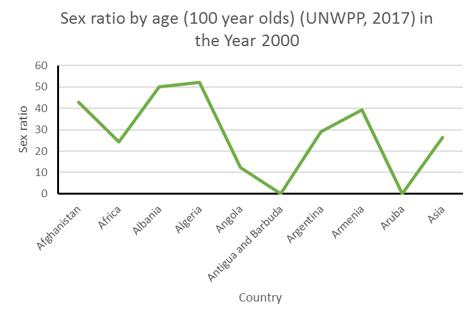 Sex ratio by age (100 year olds) (UNWPP, 2017) in
the Year 2000
60
50
40
30
20
10
0
Sex ratio
Afghanistan
Africa
Albania
Algeria
Angola
Antigua and Barbuda
Argentina
Armenia
Aruba
Asia
Country